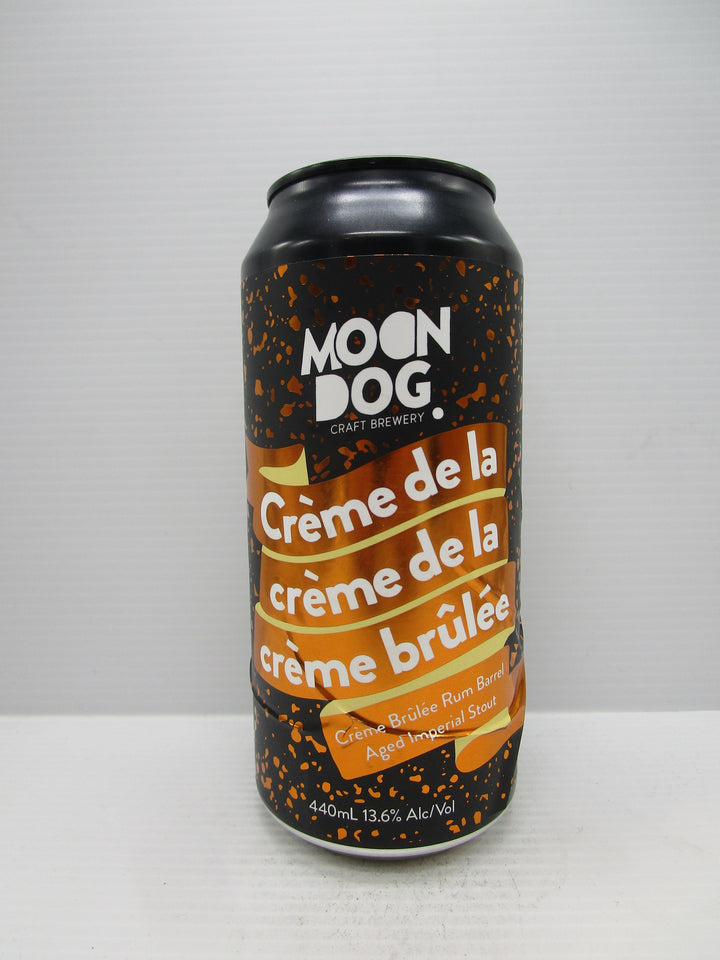 MOON
DOG
CRAFT BREWERY
Crème de la
crème de la
crème brûlée
Crème Brûlée Rum Barrel
Aged Imperial Stout
440mL 13.6% Alc/Vol